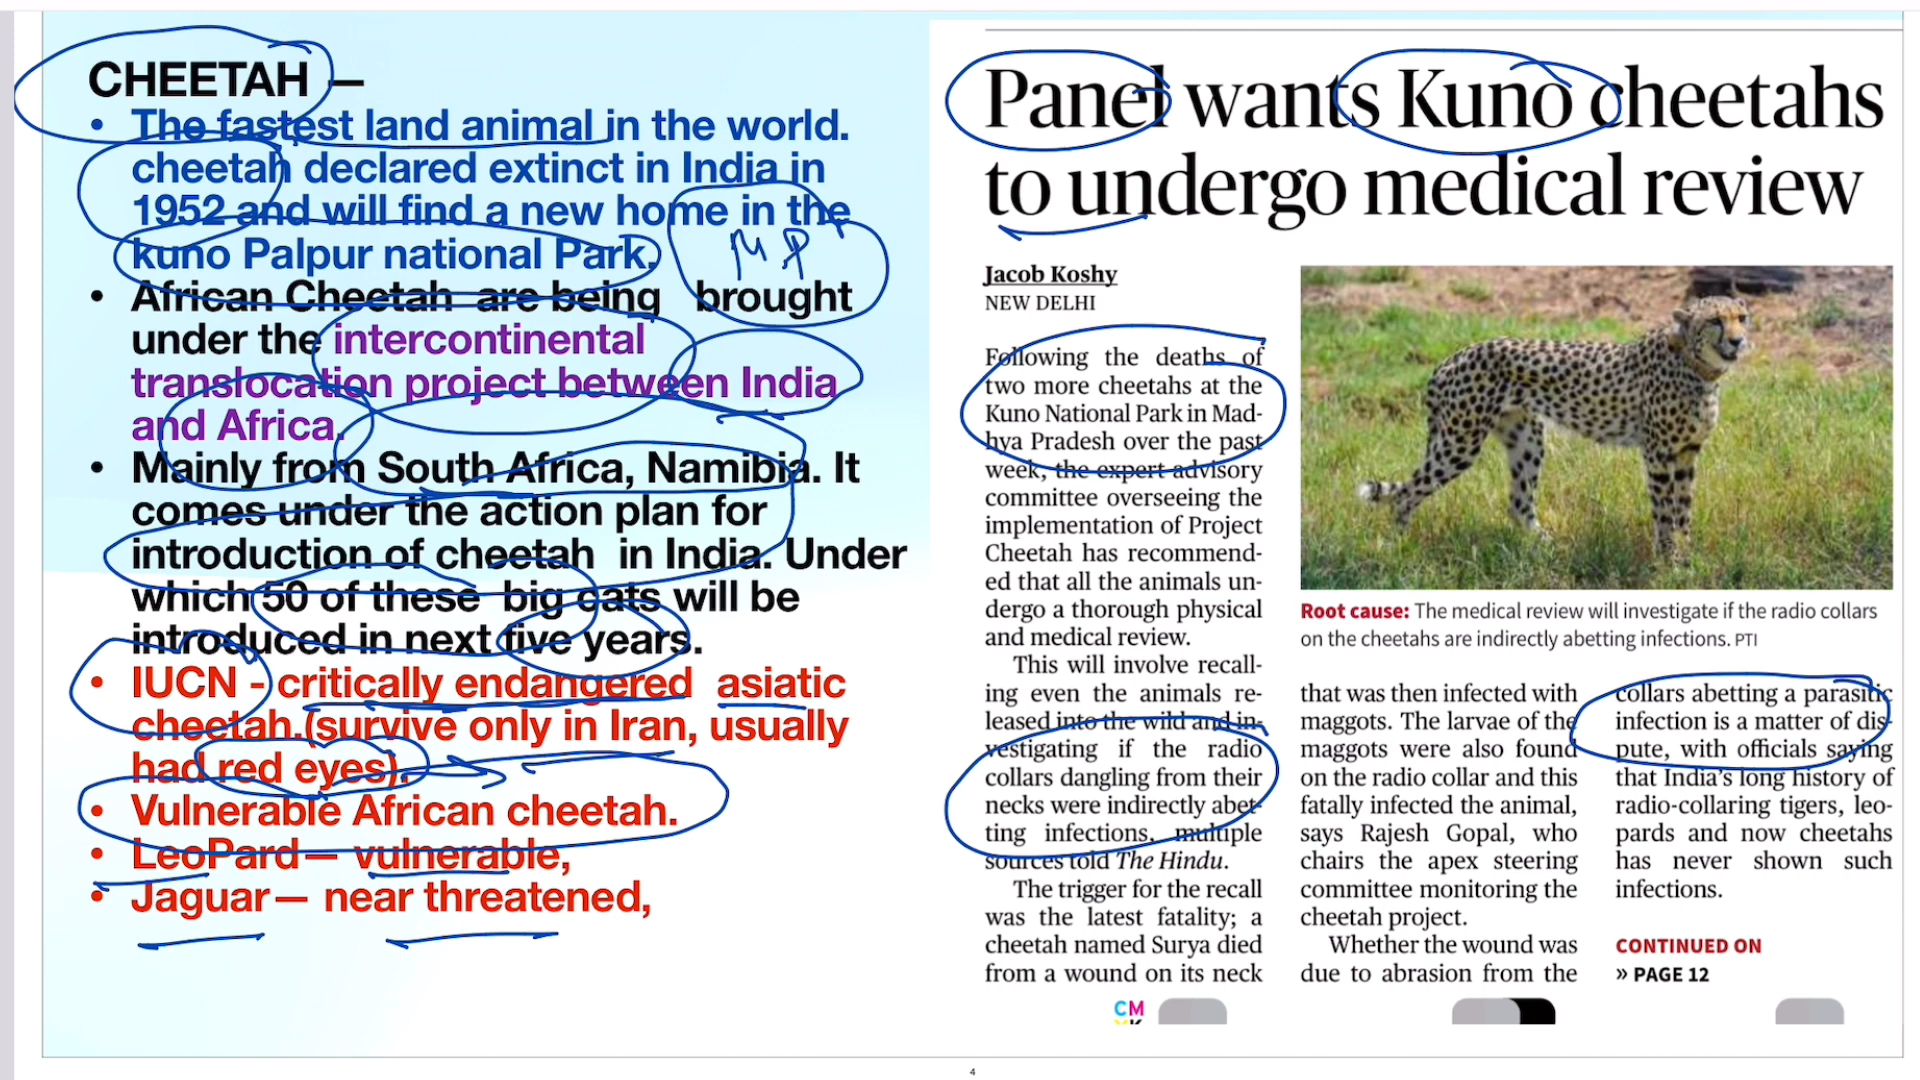 CHEETAH –
• The fastest land animal in the world.
cheetah declared extinct in India in
1952 and will find a new home in the
kuno Palpur national Park.
M P
• African Cheetah are being brought
under the intercontinental
translocation project between India
and Africa.
• Mainly from South Africa, Namibia. It
comes under the action plan for
introduction of cheetah in India. Under
which 50 of these big cats will be
introduced in next five years.
• IUCN - critically endangered asiatic
cheetah.(survive only in Iran, usually
had red eyes).
• Vulnerable African cheetah.
• LeoPard— vulnerable,
• Jaguar— near threatened,
Panel wants Kuno cheetahs
to undergo medical review
Jacob Koshy
NEW DELHI
Following the deaths of
two more cheetahs at the
Kuno National Park in Mad-
hya Pradesh over the past
week, the expert advisory
committee overseeing the
implementation of Project
Cheetah has recommend-
ed that all the animals un-
dergo a thorough physical
and medical review.
This will involve recall-
ing even the animals re-
leased into the wild and in-
vestigating if the radio
collars dangling from their
necks were indirectly abet-
ting infections, multiple
sources told The Hindu.
The trigger for the recall
was the latest fatality; a
cheetah named Surya died
from a wound on its neck
Root cause: The medical review will investigate if the radio collars
on the cheetahs are indirectly abetting infections. PTI
that was then infected with
maggots. The larvae of the
maggots were also found
on the radio collar and this
fatally infected the animal,
says Rajesh Gopal, who
chairs the apex steering
committee monitoring the
cheetah project.
Whether the wound was
due to abrasion from the
collars abetting a parasitic
infection is a matter of dis-
pute, with officials saying
that India's long history of
radio-collaring tigers, leo-
pards and now cheetahs
has never shown such
infections.
CONTINUED ON
» PAGE 12
CM
4